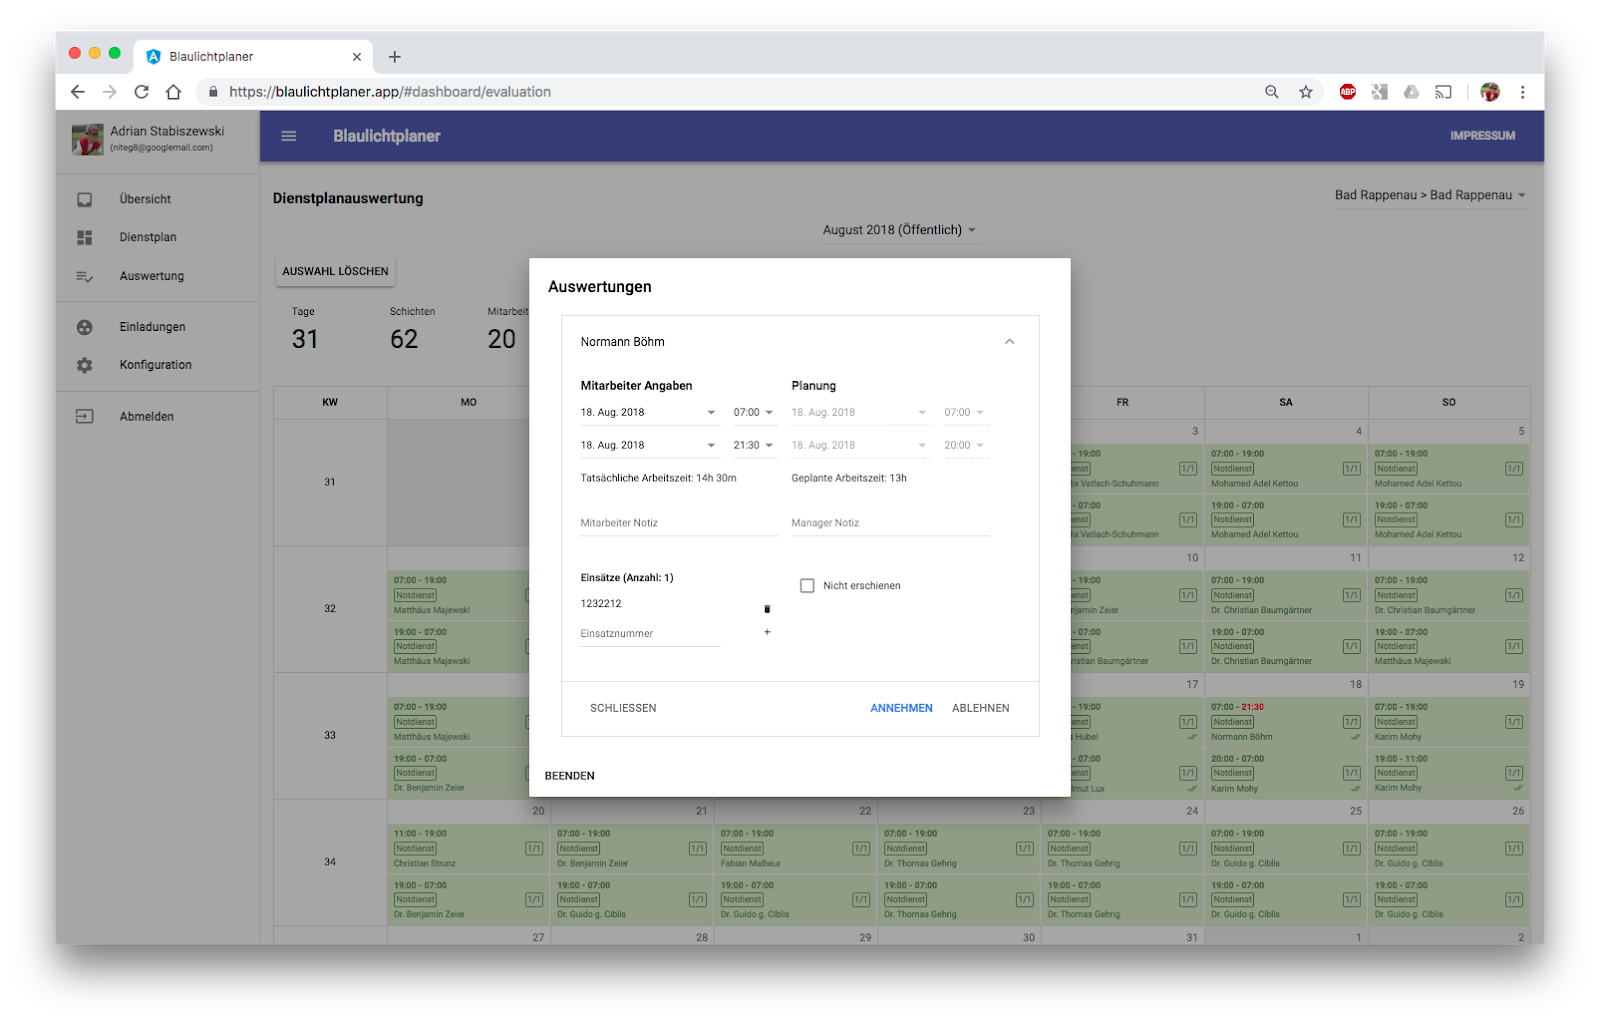 Blaulichtplaner
https://blaulichtplaner.app/#dashboard/evaluation
ABP
Adrian Stabiszewski
(niteg8@googlemail.com)
Blaulichtplaner
IMPRESSUM
Übersicht
Dienstplan
Auswertung
Einladungen
Konfiguration
Abmelden
Dienstplanauswertung
Bad Rappenau > Bad Rappenau
August 2018 (Öffentlich)
AUSWAHL LÖSCHEN
Tage
31
Schichten
62
Mitarbeit
20
Auswertungen
Normann Böhm
Mitarbeiter Angaben
Planung
18. Aug. 2018 07:00 18. Aug. 2018 07:00
18. Aug. 2018 21:30 18. Aug. 2018 20:00
Tatsächliche Arbeitszeit: 14h 30m
Geplante Arbeitszeit: 13h
Mitarbeiter Notiz
Manager Notiz
Einsätze (Anzahl: 1)
Nicht erschienen
1232212
Einsatznummer
SCHLIESSEN
ANNEHMEN
ABLEHNEN
BEENDEN
KW MO FR SA SO
31
3
- 19:00
enst 1/1
lix Vatlach-Schuhmann
- 07:00
enst 1/1
lix Vatlach-Schuhmann
4
07:00 - 19:00
Notdienst 1/1
Mohamed Adel Kettou
19:00 - 07:00
Notdienst 1/1
Mohamed Adel Kettou
5
07:00 - 19:00
Notdienst 1/1
Mohamed Adel Kettou
19:00 - 07:00
Notdienst 1/1
Mohamed Adel Kettou
32
07:00 - 19:00
Notdienst
Matthäus Majewski
19:00 - 07:00
Notdienst
Matthäus Majewski
10
- 19:00
enst 1/1
njamin Zeier
- 07:00
enst 1/1
ristian Baumgärtner
11
07:00 - 19:00
Notdienst 1/1
Dr. Christian Baumgärtner
19:00 - 07:00
Notdienst 1/1
Dr. Christian Baumgärtner
12
07:00 - 19:00
Notdienst 1/1
Dr. Christian Baumgärtner
19:00 - 07:00
Notdienst 1/1
Matthäus Majewski
33
07:00 - 19:00
Notdienst
Matthäus Majewski
19:00 - 07:00
Notdienst
Dr. Benjamin Zeier
17
- 19:00
enst 1/1
a Hubel
- 07:00
enst 1/1
lmut Lux
18
07:00 - 21:30
Notdienst 1/1
Normann Böhm
20:00 - 07:00
Notdienst 1/1
Karim Mohy
19
07:00 - 19:00
Notdienst 1/1
Karim Mohy
19:00 - 11:00
Notdienst 1/1
Karim Mohy
34
20
11:00 - 19:00
Notdienst 1/1
Christian Strunz
19:00 - 07:00
Notdienst 1/1
Dr. Benjamin Zeier
21
07:00 - 19:00
Notdienst 1/1
Dr. Benjamin Zeier
19:00 - 07:00
Notdienst 1/1
Dr. Guido g. Ciblis
22
07:00 - 19:00
Notdienst 1/1
Fabian Malheur
19:00 - 07:00
Notdienst 1/1
Dr. Guido g. Ciblis
23
07:00 - 19:00
Notdienst 1/1
Dr. Thomas Gehrig
19:00 - 07:00
Notdienst 1/1
Dr. Thomas Gehrig
24
07:00 - 19:00
Notdienst 1/1
Dr. Thomas Gehrig
19:00 - 07:00
Notdienst 1/1
Dr. Thomas Gehrig
25
07:00 - 19:00
Notdienst 1/1
Dr. Guido g. Ciblis
19:00 - 07:00
Notdienst 1/1
Dr. Guido g. Ciblis
26
07:00 - 19:00
Notdienst 1/1
Dr. Guido g. Ciblis
19:00 - 07:00
Notdienst 1/1
Dr. Guido g. Ciblis
27 28 29 30 31 1 2